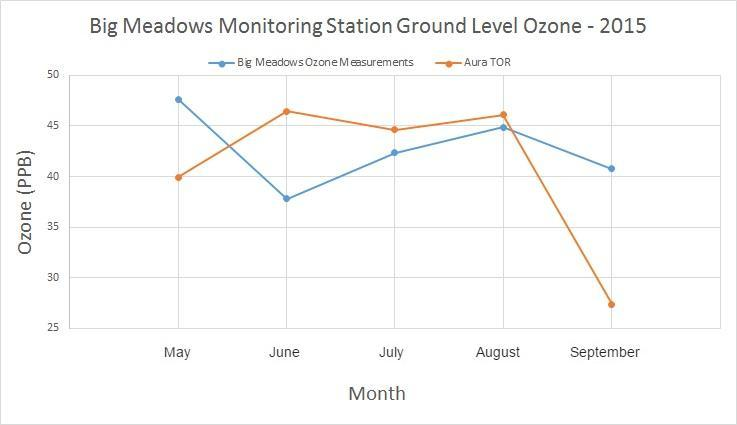 Big Meadows Monitoring Station Ground Level Ozone - 2015
Big Meadows Ozone Measurements Aura TOR
50
45
40
35
30
25
Ozone (PPB)
May June July August September
Month